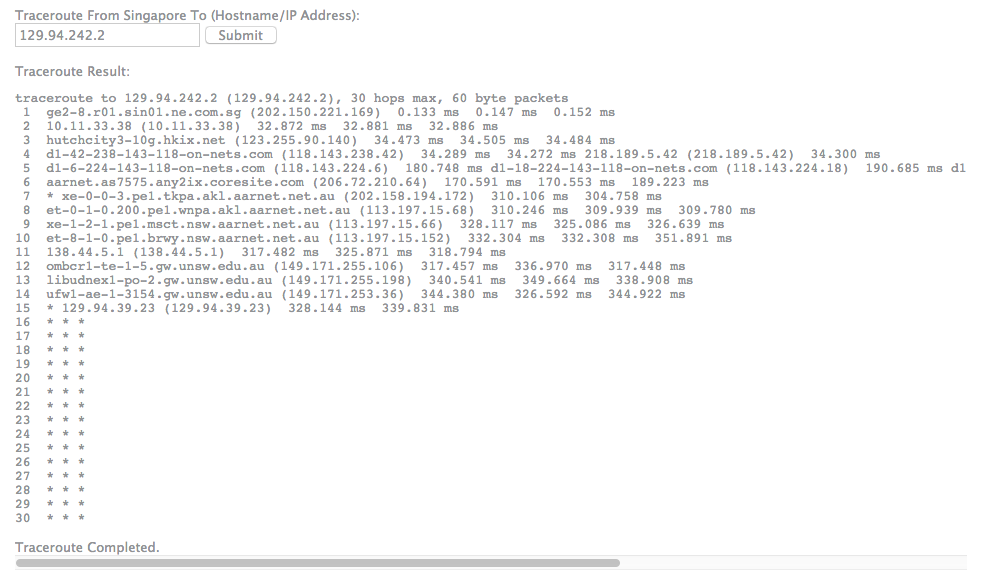 Traceroute From Singapore To (Hostname/IP Address):
129.94.242.2 Submit
Traceroute Result:
traceroute to 129.94.242.2 (129.94.242.2), 30 hops max, 60 byte packets
1 ge2-8.r01.sin01.ne.com.sg (202.150.221.169) 0.133 ms 0.147 ms 0.152 ms
2 10.11.33.38 (10.11.33.38) 32.872 ms 32.881 ms 32.886 ms
3 hutchcity3-10g.hkix.net (123.255.90.140) 34.473 ms 34.505 ms 34.484 ms
4 d1-42-238-143-118-on-nets.com (118.143.238.42) 34.289 ms 34.272 ms 218.189.5.42 (218.189.5.42) 34.300 ms
5 d1-6-224-143-118-on-nets.com (118.143.224.6) 180.748 ms d1-18-224-143-118-on-nets.com (118.143.224.18) 190.685 ms d1
6 aarnet.as7575.any2ix.coresite.com (206.72.210.64) 170.591 ms 170.553 ms 189.223 ms
7 * xe-0-0-3.pe1.tkpa.akl.aarnet.net.au (202.158.194.172) 310.106 ms 304.758 ms
8 et-0-1-0.200.pe1.wnpa.akl.aarnet.net.au (113.197.15.68) 310.246 ms 309.939 ms 309.780 ms
9 xe-1-2-1.pe1.msct.nsw.aarnet.net.au (113.197.15.66) 328.117 ms 325.086 ms 326.639 ms
10 et-8-1-0.pe1.brwy.nsw.aarnet.net.au (113.197.15.152) 332.304 ms 332.308 ms 351.891 ms
11 138.44.5.1 (138.44.5.1) 317.482 ms 325.871 ms 318.794 ms
12 ombcr1-te-1-5.gw.unsw.edu.au (149.171.255.106) 317.457 ms 336.970 ms 317.448 ms
13 libudnex1-po-2.gw.unsw.edu.au (149.171.255.198) 340.541 ms 349.664 ms 338.908 ms
14 ufw1-ae-1-3154.gw.unsw.edu.au (149.171.253.36) 344.380 ms 326.592 ms 344.922 ms
15 * 129.94.39.23 (129.94.39.23) 328.144 ms 339.831 ms
16 * * *
17 * * *
18 * * *
19 * * *
20 * * *
21 * * *
22 * * *
23 * * *
24 * * *
25 * * *
26 * * *
27 * * *
28 * * *
29 * * *
30 * * *
Traceroute Completed.